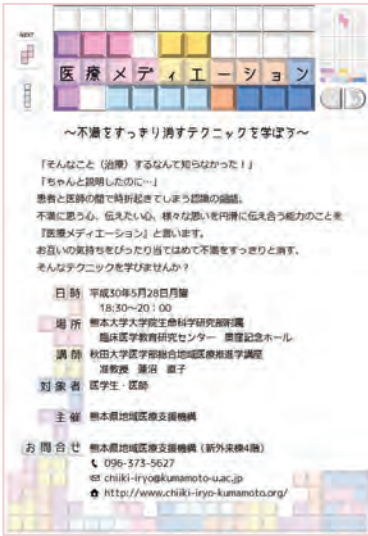 NEXT
医療メディエーション
～不満をすっきり消すテクニックを学ぼう～
「そんなこと（治療）するなんて知らなかった！」
「ちゃんと説明したのに…」
患者と医師の間で時折起きてしまう認識の齟齬。
不満に思う心、伝えたい心、様々な思いを円滑に伝え合う能力のことを
『医療メディエーション』と言います。
お互いの気持ちをぴったり当てはめて不満をすっきりと消す。
そんなテクニックを学びませんか？
日時 平成30年5月28日月曜
18:30～20：00
場所 熊本大学大学院生命科学研究部附属
臨床医学教育研究センター 奥窪記念ホール
講師 秋田大学医学部総合地域医療推進学講座
准教授 蓮沼 直子
対象者 医学生・医師
主催 熊本県地域医療支援機構
お問合せ 熊本県地域医療支援機構（新外来棟4階）
096-373-5627
chiiki-iryo@kumamoto-u.ac.jp
http://www.chiiki-iryo-kumamoto.org/